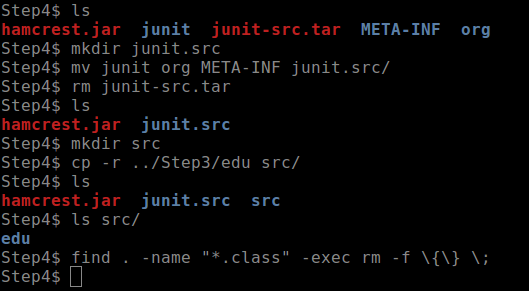 Step4$ ls
hamcrest.jar  junit  junit-src.tar  META-INF  org
Step4$ mkdir junit.src
Step4$ mv junit org META-INF junit.src/
Step4$ rm junit-src.tar
Step4$ ls
hamcrest.jar  junit.src
Step4$ mkdir src
Step4$ cp -r ../Step3/edu src/
Step4$ ls
hamcrest.jar  junit.src  src
Step4$ ls src/
edu
Step4$ find . -name "*.class" -exec rm -f \{\} \;
Step4$